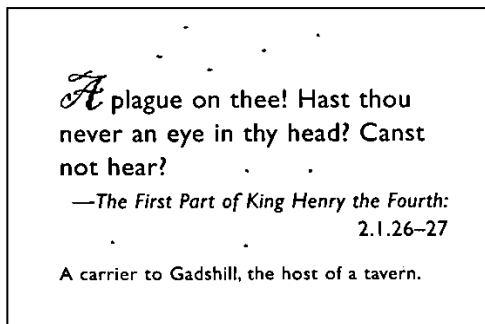 A plague on thee! Hast thou
never an eye in thy head? Canst
not hear?
—The First Part of King Henry the Fourth:
2.1.26–27
A carrier to Gadshill, the host of a tavern.